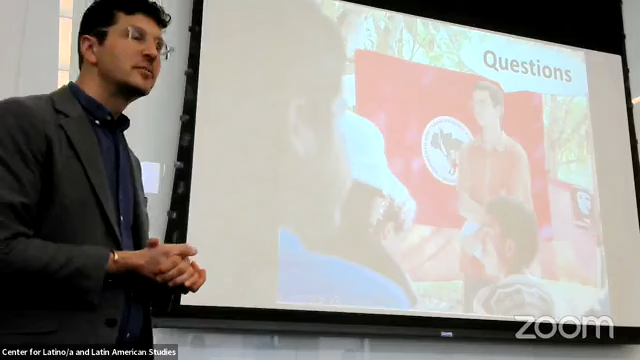 Questions
zoom
Center for Latino/a and Latin American Studies